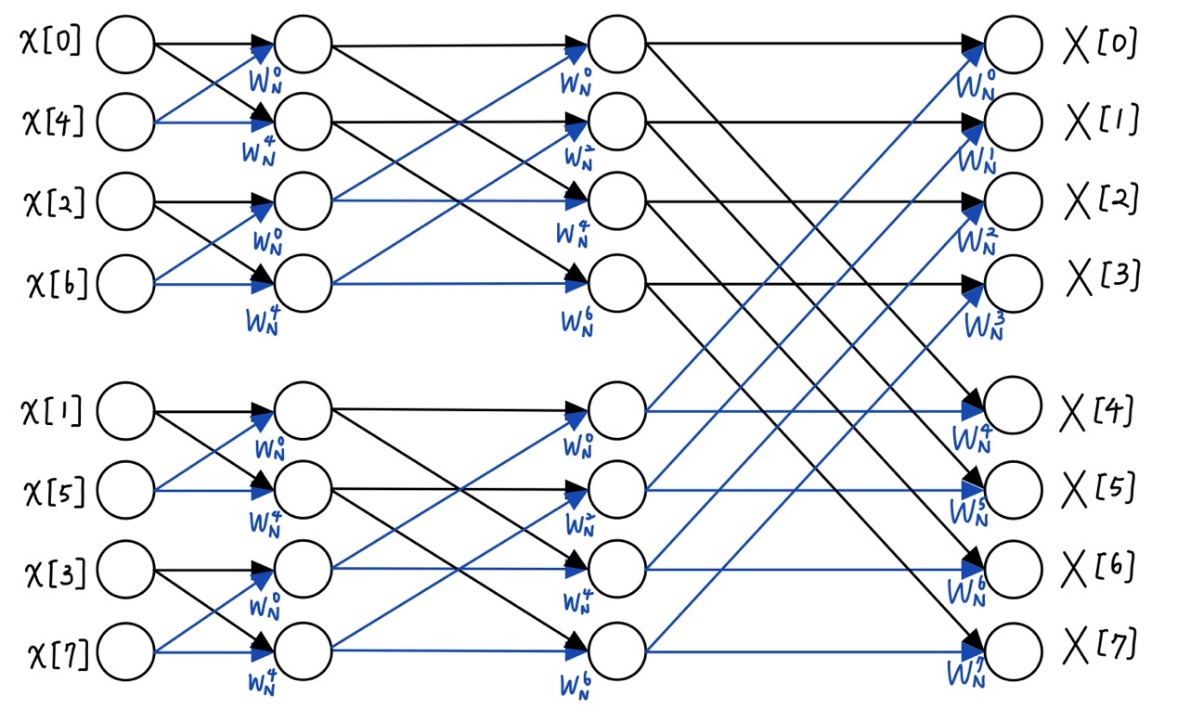 x[0] X[0]
W_N^0 W_N^0 W_N^0
x[4] X[1]
W_N^4 W_N^2 W_N^1
x[2] X[2]
W_N^0 W_N^4 W_N^2
x[6] X[3]
W_N^4 W_N^6 W_N^3
x[1] X[4]
W_N^0 W_N^0 W_N^4
x[5] X[5]
W_N^4 W_N^2 W_N^5
x[3] X[6]
W_N^0 W_N^4 W_N^6
x[7] X[7]
W_N^4 W_N^6 W_N^7